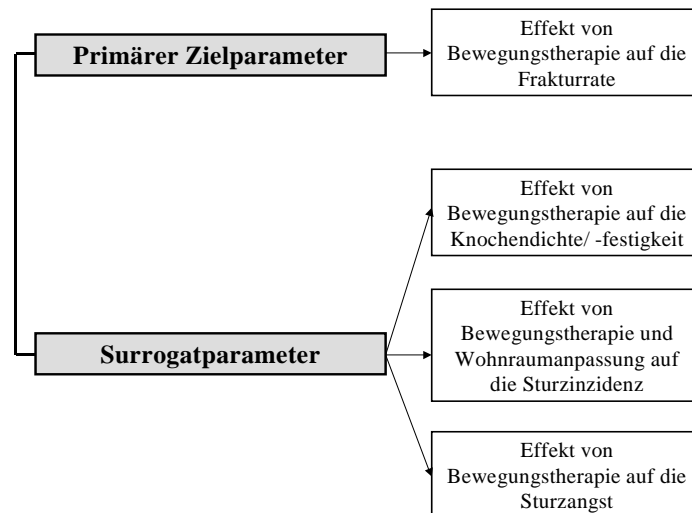 Primärer Zielparameter
Effekt von
Bewegungstherapie auf die
Frakturrate
Effekt von
Bewegungstherapie auf die
Knochendichte/ -festigkeit
Surrogatparameter
Effekt von
Bewegungstherapie und
Wohnraumanpassung auf
die Sturzinzidenz
Effekt von
Bewegungstherapie auf die
Sturzangst